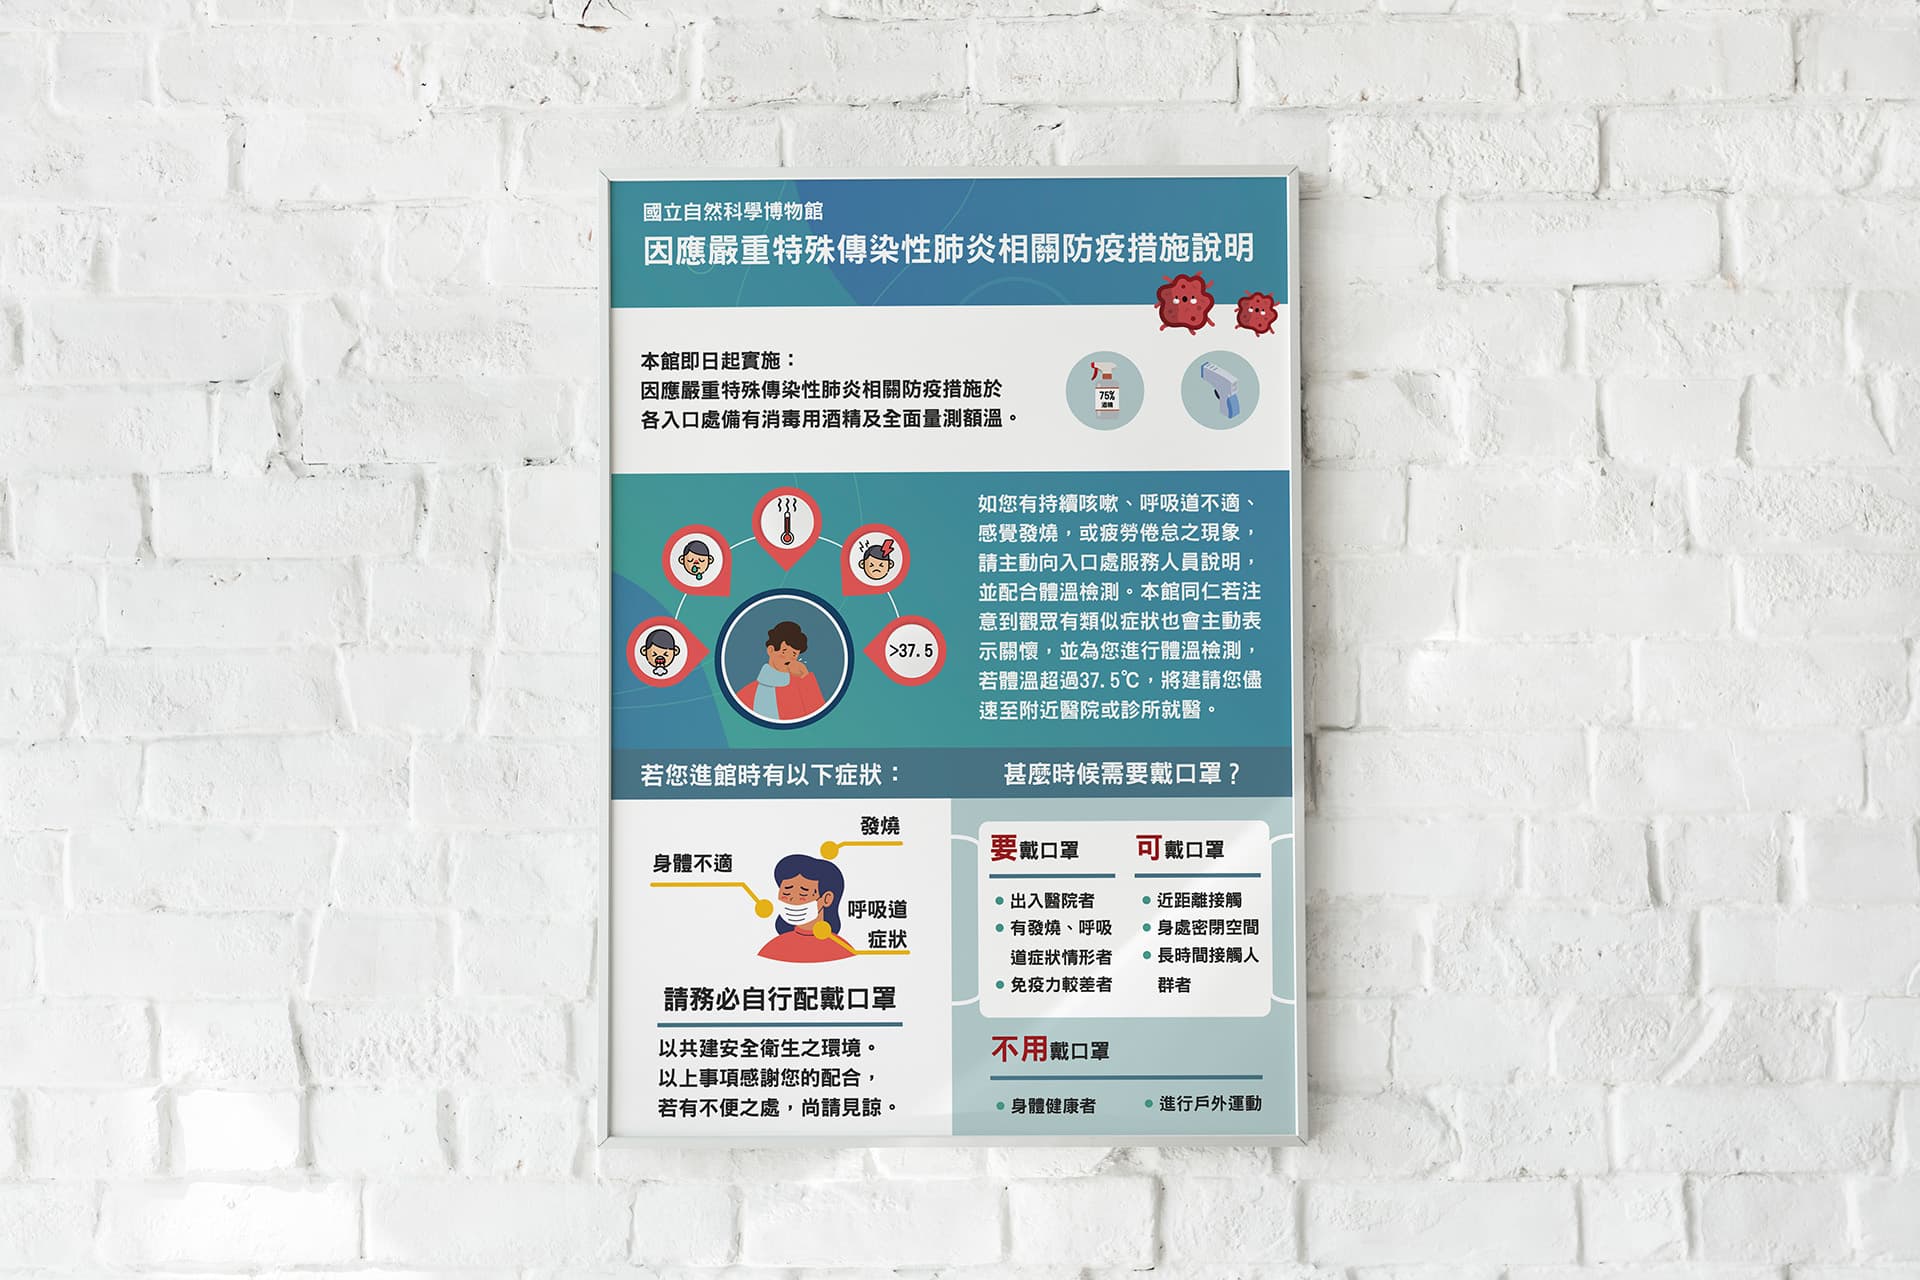 國立自然科學博物館
因應嚴重特殊傳染性肺炎相關防疫措施說明
本館即日起實施：
因應嚴重特殊傳染性肺炎相關防疫措施於
各入口處備有消毒用酒精及全面量測額溫。
75%
酒精
如您有持續咳嗽、呼吸道不適、
感覺發燒，或疲勞倦怠之現象，
請主動向入口處服務人員說明，
並配合體溫檢測。本館同仁若注
意到觀眾有類似症狀也會主動表
示關懷，並為您進行體溫檢測，
若體溫超過37.5℃，將建請您儘
速至附近醫院或診所就醫。
>37.5
若您進館時有以下症狀：
發燒
身體不適
呼吸道
症狀
請務必自行配戴口罩
以共建安全衛生之環境。
以上事項感謝您的配合，
若有不便之處，尚請見諒。
甚麼時候需要戴口罩？
要戴口罩
• 出入醫院者
• 有發燒、呼吸
道症狀情形者
• 免疫力較差者
可戴口罩
• 近距離接觸
• 身處密閉空間
• 長時間接觸人
群者
不用戴口罩
• 身體健康者
• 進行戶外運動